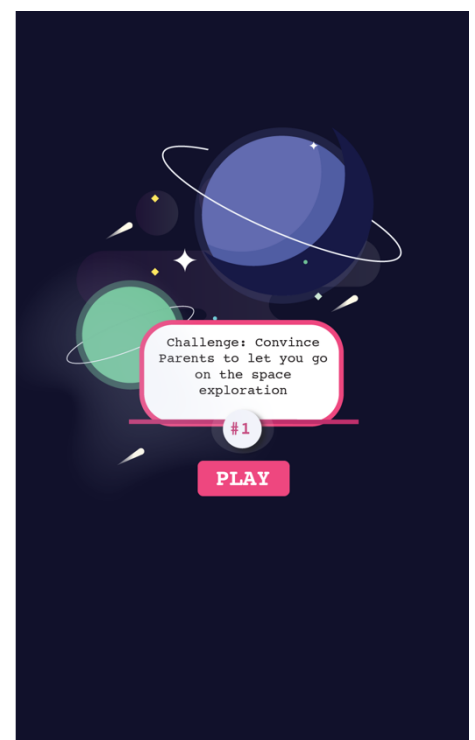 Challenge: Convince
Parents to let you go
on the space
exploration
#1
PLAY